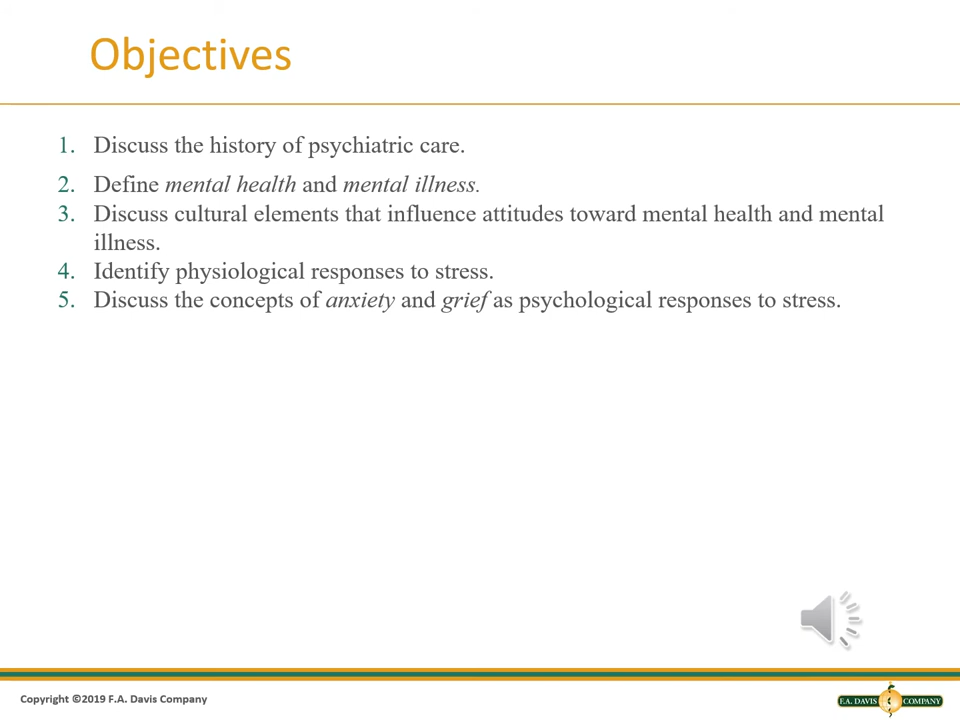 Objectives
1. Discuss the history of psychiatric care.
2. Define mental health and mental illness.
3. Discuss cultural elements that influence attitudes toward mental health and mental
illness.
4. Identify physiological responses to stress.
5. Discuss the concepts of anxiety and grief as psychological responses to stress.
Copyright ©2019 F.A. Davis Company
F.A. DAVIS COMPANY